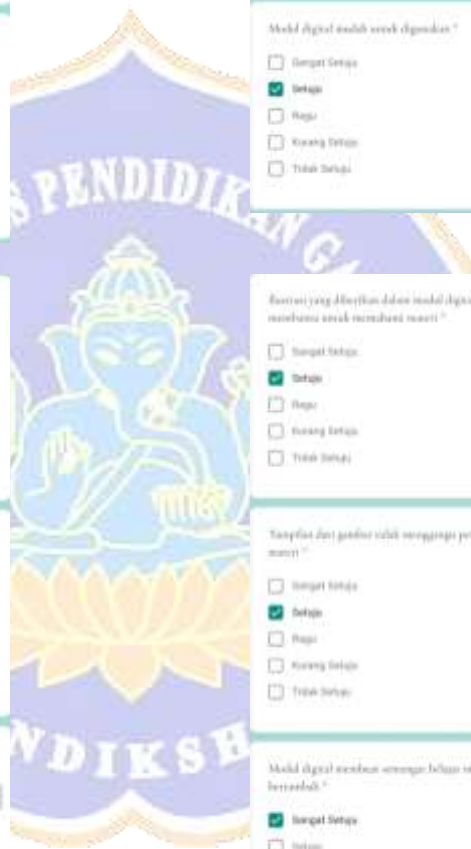 S PENDIDIKAN GA
NDIKSH
Modul digital mudah untuk digunakan *
Sangat Setuju
Setuju
Ragu
Kurang Setuju
Tidak Setuju
yang diberikan dalam modul digital
membantu untuk memahami materi *
Sangat Setuju
Setuju
Ragu
Kurang Setuju
Tidak Setuju
Tampilan dari gambar tidak mengganggu
materi *
Sangat Setuju
Setuju
Ragu
Kurang Setuju
Tidak Setuju
Modul digital membuat semangat belajar
bertambah *
Sangat Setuju
Setuju